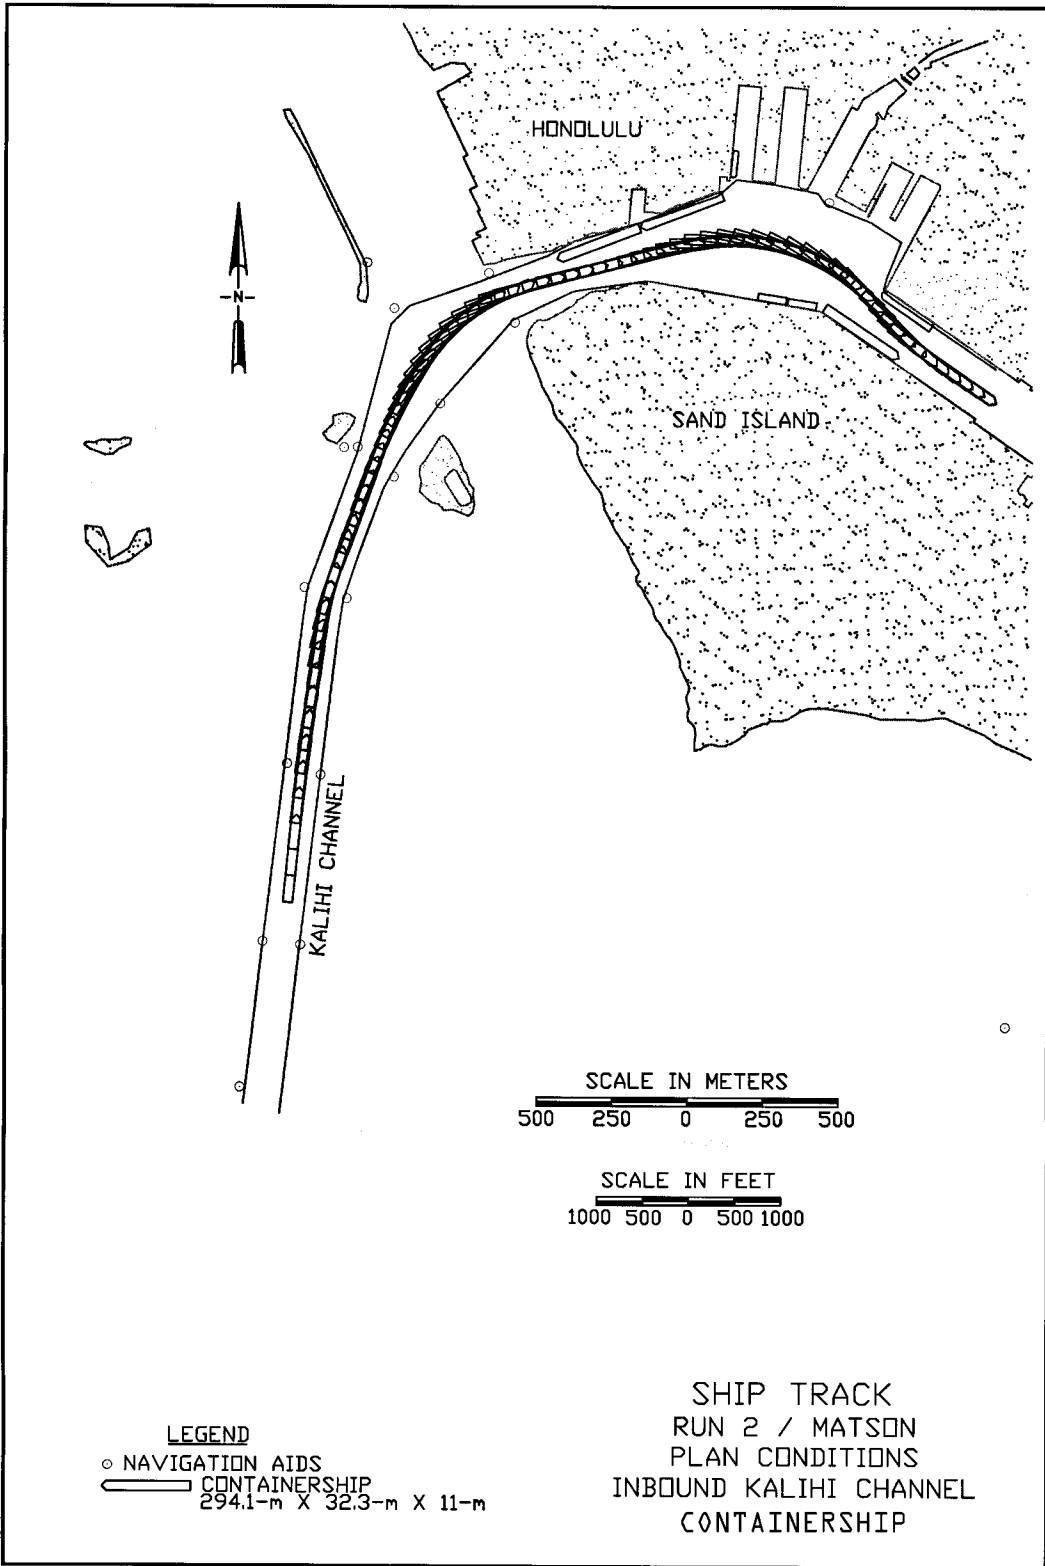 HONOLULU
-N-
SAND ISLAND
KALIHI CHANNEL
SCALE IN METERS
500 250 0 250 500
SCALE IN FEET
1000 500 0 500 1000
SHIP TRACK
RUN 2 / MATSON
PLAN CONDITIONS
INBOUND KALIHI CHANNEL
CONTAINERSHIP
LEGEND
NAVIGATION AIDS
CONTAINERSHIP
294.1-m X 32.3-m X 11-m